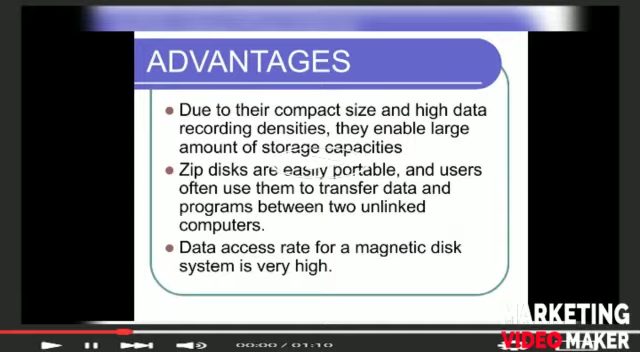 ADVANTAGES
Due to their compact size and high data
recording densities, they enable large
amount of storage capacities
Zip disks are easily portable, and users
often use them to transfer data and
programs between two unlinked
computers.
Data access rate for a magnetic disk
system is very high.
MARKETING
VIDEO MAKER
00:00 / 01:10